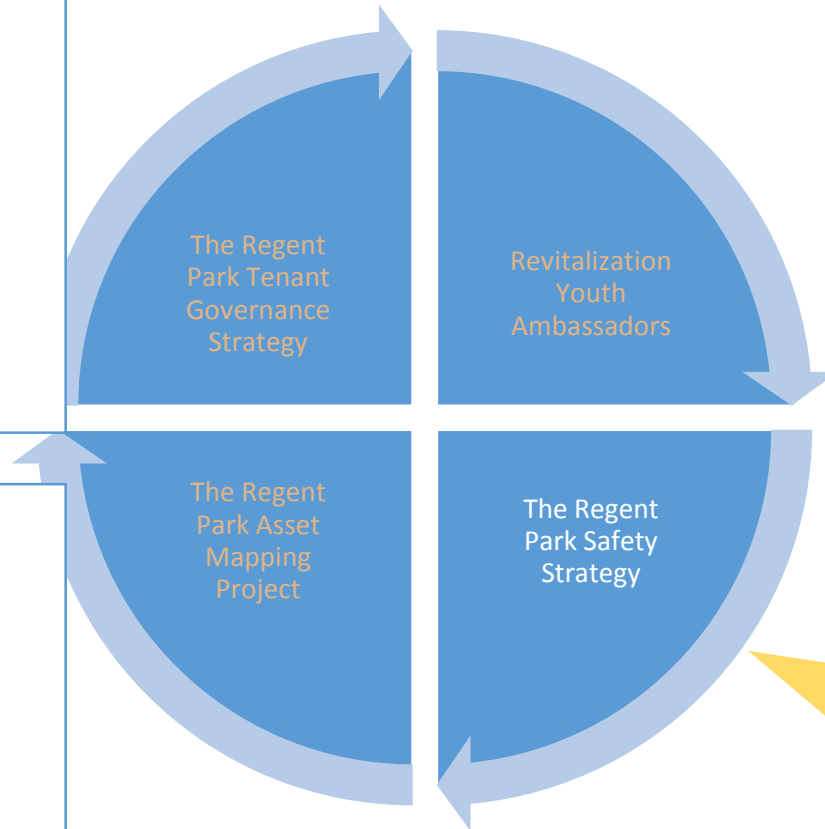 The Regent
Park Tenant
Governance
Strategy
Revitalization
Youth
Ambassadors
The Regent
Park Asset
Mapping
Project
The Regent
Park Safety
Strategy